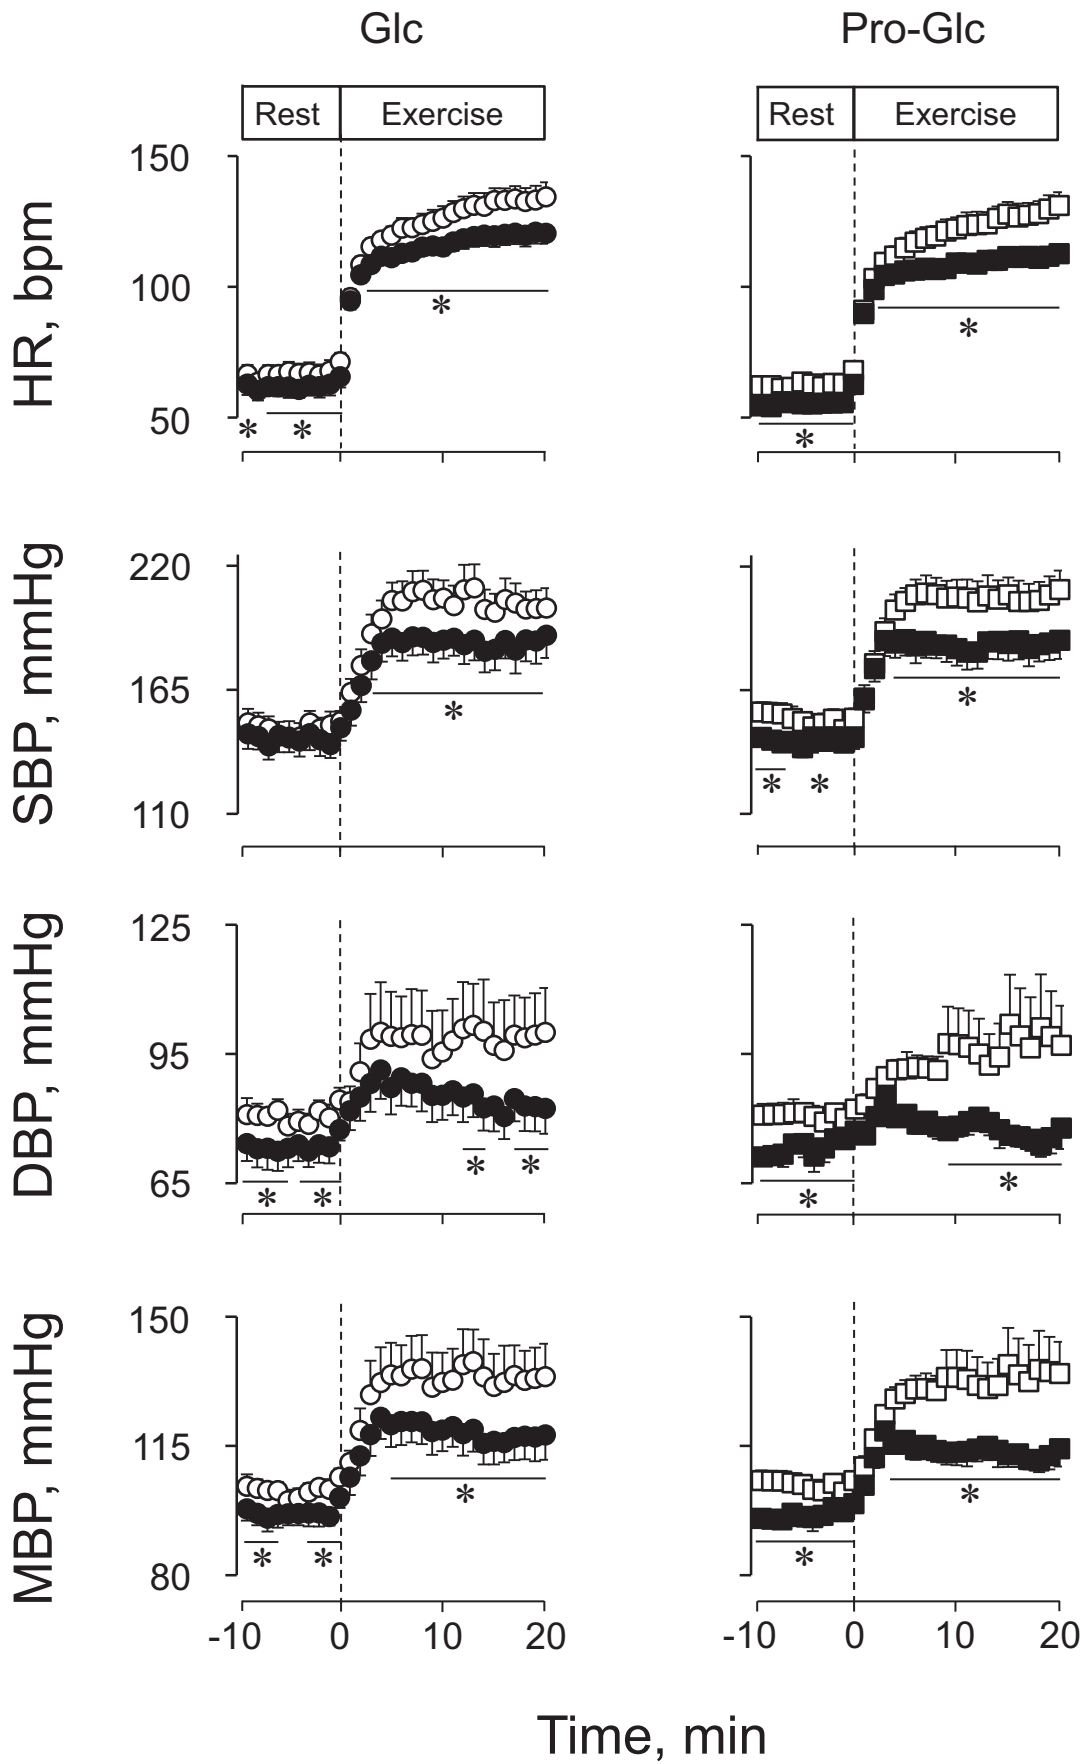 Glc Pro-Glc
Rest Exercise Rest Exercise
HR, bpm
150
100
50
* * *
* *
SBP, mmHg
220
165
110
* *
* *
DBP, mmHg
125
95
65
* * *
* * * *
MBP, mmHg
150
115
80
* *
* * *
-10 0 10 20 -10 0 10 20
Time, min